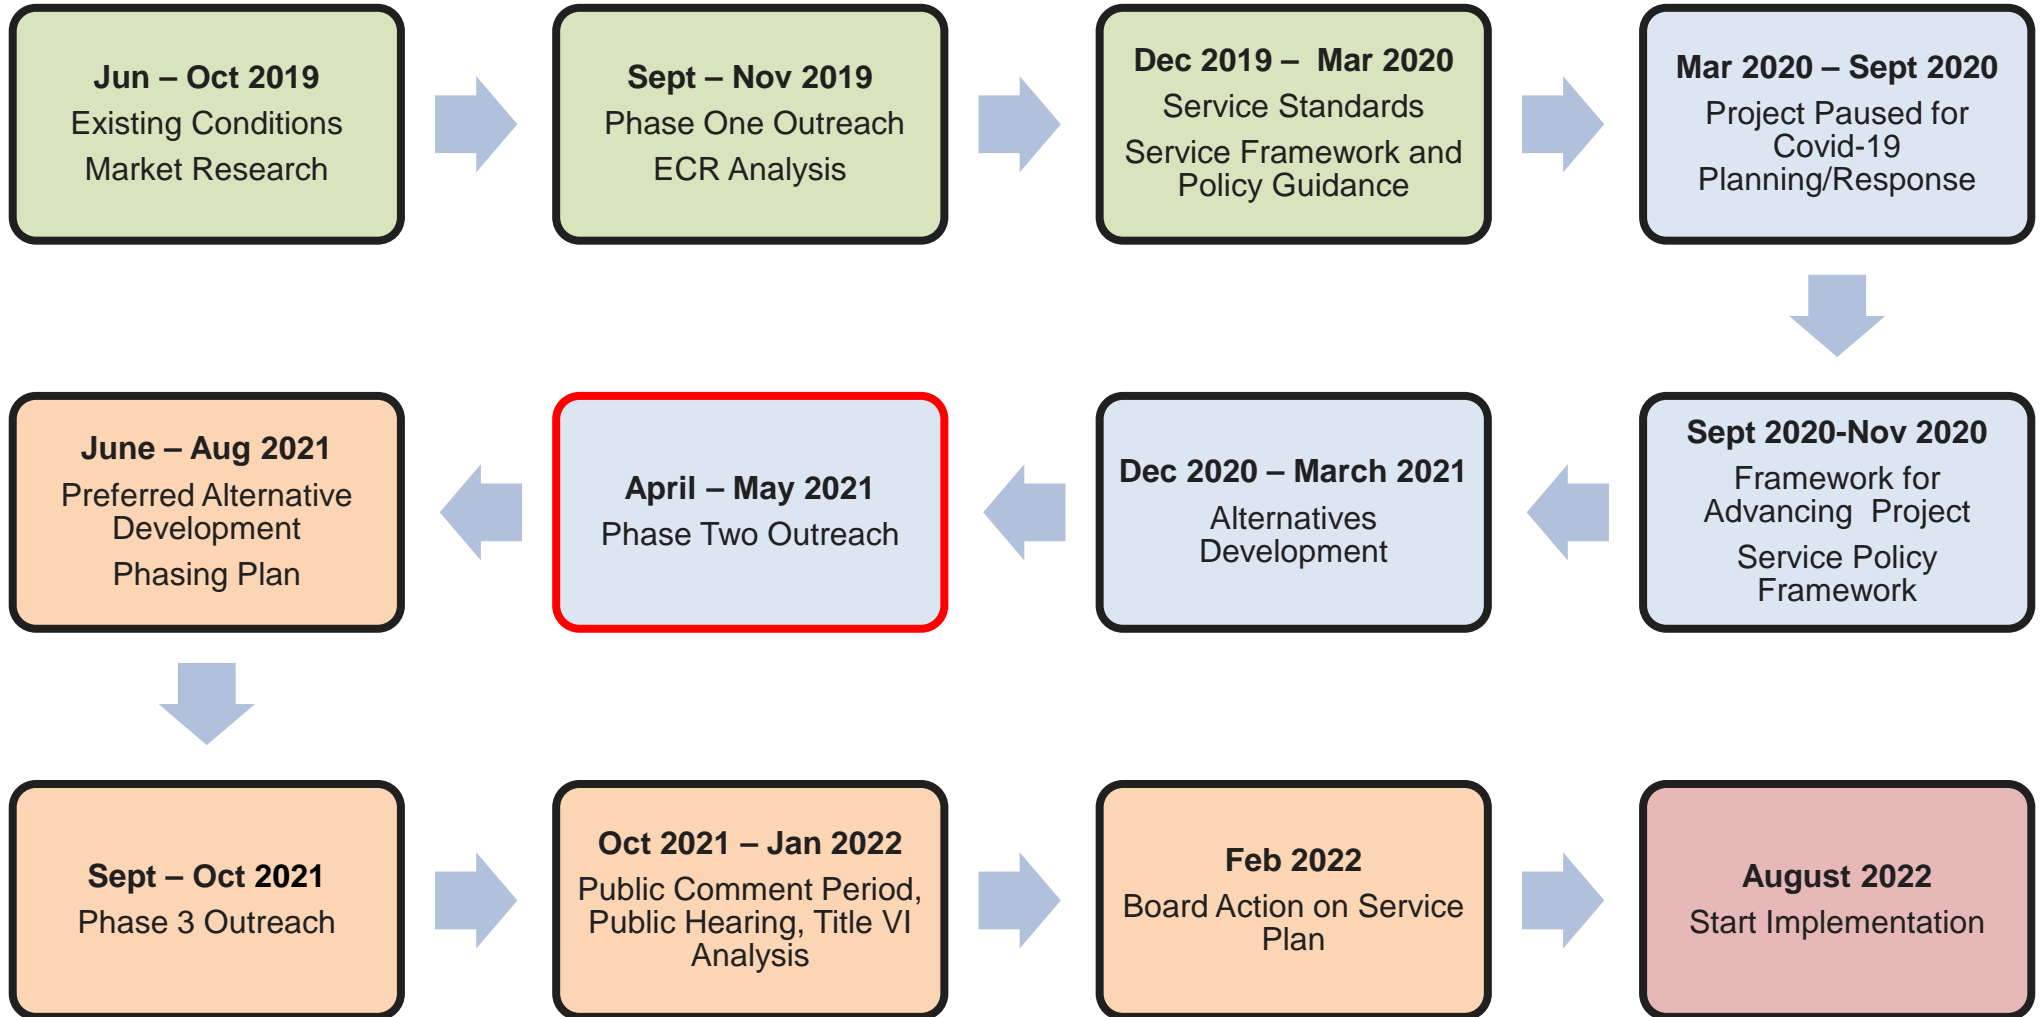 Jun – Oct 2019
Existing Conditions
Market Research
Sept – Nov 2019
Phase One Outreach
ECR Analysis
Dec 2019 – Mar 2020
Service Standards
Service Framework and
Policy Guidance
Mar 2020 – Sept 2020
Project Paused for
Covid-19
Planning/Response
Sept 2020-Nov 2020
Framework for
Advancing Project
Service Policy
Framework
Dec 2020 – March 2021
Alternatives
Development
April – May 2021
Phase Two Outreach
June – Aug 2021
Preferred Alternative
Development
Phasing Plan
Sept – Oct 2021
Phase 3 Outreach
Oct 2021 – Jan 2022
Public Comment Period,
Public Hearing, Title VI
Analysis
Feb 2022
Board Action on Service
Plan
August 2022
Start Implementation